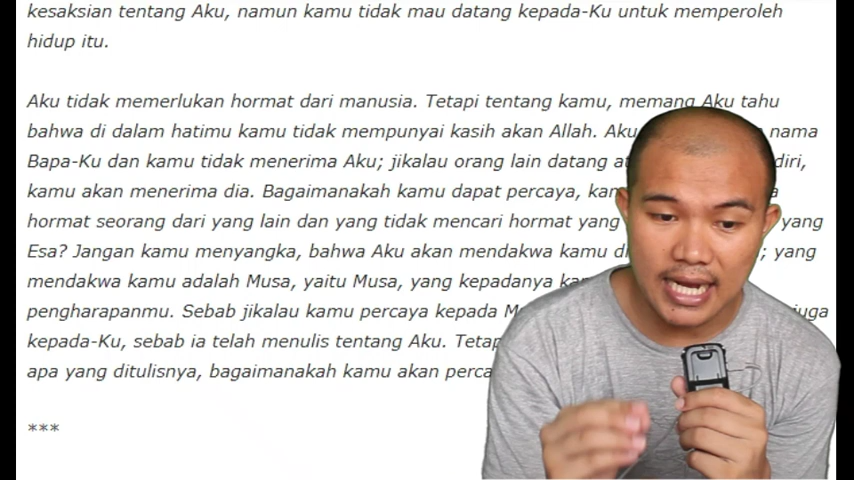 kesaksian tentang Aku, namun kamu tidak mau datang kepada-Ku untuk memperoleh
hidup itu.
Aku tidak memerlukan hormat dari manusia. Tetapi tentang kamu, memang Aku tahu
bahwa di dalam hatimu kamu tidak mempunyai kasih akan Allah. Aku nama
Bapa-Ku dan kamu tidak menerima Aku; jikalau orang lain datang diri,
kamu akan menerima dia. Bagaimanakah kamu dapat percaya,
hormat seorang dari yang lain dan yang tidak mencari hormat yang yang
Esa? Jangan kamu menyangka, bahwa Aku akan mendakwa kamu ; yang
mendakwa kamu adalah Musa, yaitu Musa, yang kepadanya
pengharapanmu. Sebab jikalau kamu percaya kepada juga
kepada-Ku, sebab ia telah menulis tentang Aku.
apa yang ditulisnya, bagaimanakah kamu akan
***